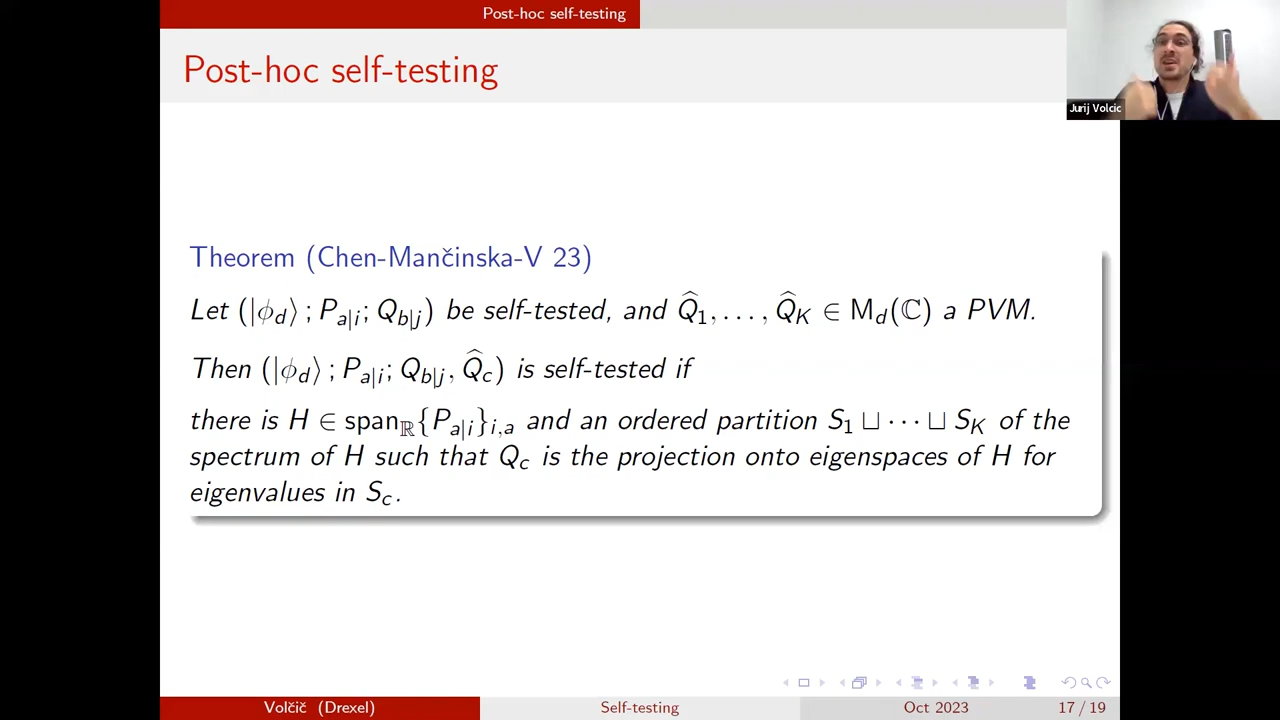 Post-hoc self-testing
Post-hoc self-testing
Jurij Volcic
Theorem (Chen-Mančinska-V 23)
Let (|ϕ_d⟩ ; P_{a|i}; Q_{b|j}) be self-tested, and Q̂_1, . . . , Q̂_K ∈ M_d(ℂ) a PVM.
Then (|ϕ_d⟩ ; P_{a|i}; Q_{b|j}, Q̂_c) is self-tested if
there is H ∈ span_ℝ{P_{a|i}}_{i,a} and an ordered partition S_1 ⊔ ⋯ ⊔ S_K of the
spectrum of H such that Q_c is the projection onto eigenspaces of H for
eigenvalues in S_c.
Volčič (Drexel)
Self-testing
Oct 2023
17 / 19